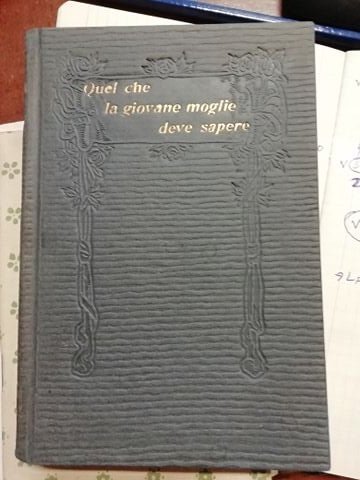 Quel che
la giovane moglie
deve sapere